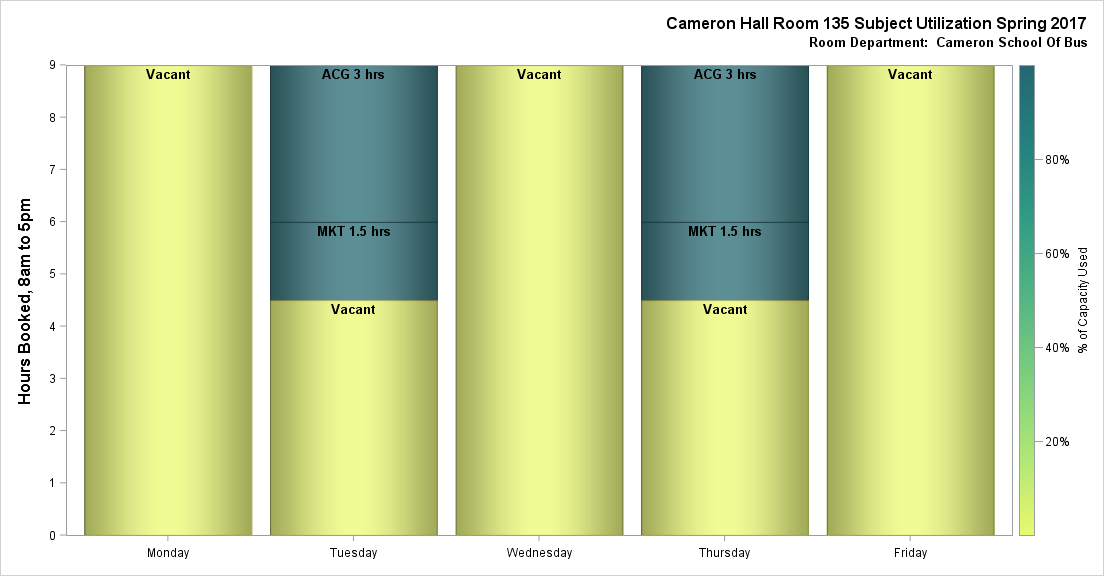 Cameron Hall Room 135 Subject Utilization Spring 2017
Room Department:  Cameron School Of Bus
Hours Booked, 8am to 5pm
9
8
7
6
5
4
3
2
1
0
Vacant
ACG 3 hrs
MKT 1.5 hrs
Vacant
Vacant
ACG 3 hrs
MKT 1.5 hrs
Vacant
Vacant
Monday
Tuesday
Wednesday
Thursday
Friday
80%
60%
40%
20%
% of Capacity Used